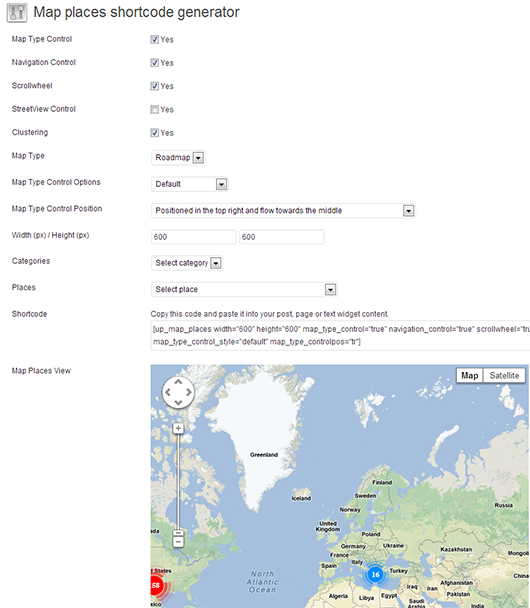 Map places shortcode generator
Map Type Control Yes
Navigation Control Yes
Scrollwheel Yes
StreetView Control Yes
Clustering Yes
Map Type Roadmap
Map Type Control Options Default
Map Type Control Position Positioned in the top right and flow towards the middle
Width (px) / Height (px) 600 600
Categories Select category
Places Select place
Shortcode Copy this code and paste it into your post, page or text widget content.
[up_map_places width="600" height="600" map_type_control="true" navigation_control="true" scrollwheel="tru
map_type_control_style="default" map_type_controlpos="tr"]
Map Places View
Map Satellite
Greenland
Iceland
Finland
Sweden
Norway
Russia
United
Kingdom
Poland
Germany Ukraine
Kazakhstan
France
Mongoli
Italy
Spain
Turkey
16
58
d States
North
Atlantic
Ocean
Afghanistan
Iraq Iran
Algeria Libya Egypt
Pakistan
exico